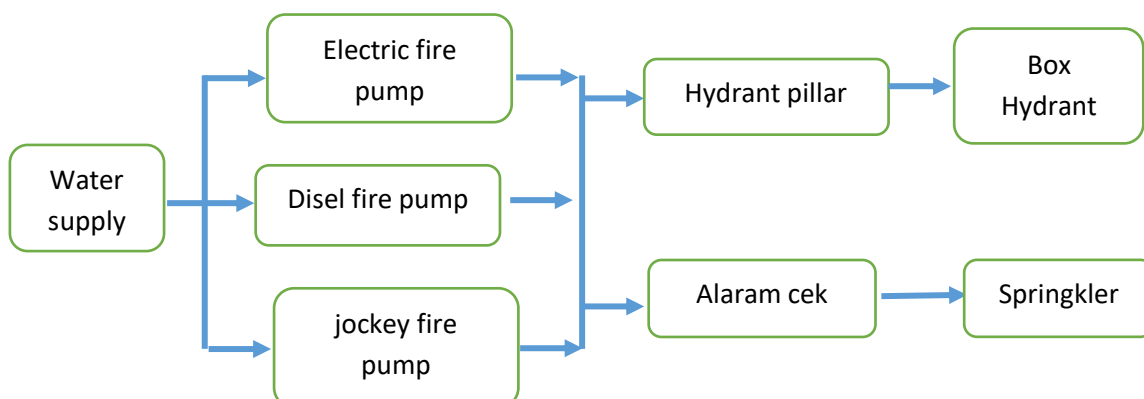 Electric fire
pump
Hydrant pillar
Box
Hydrant
Water
supply
Disel fire pump
Alaram cek
Springkler
jockey fire
pump